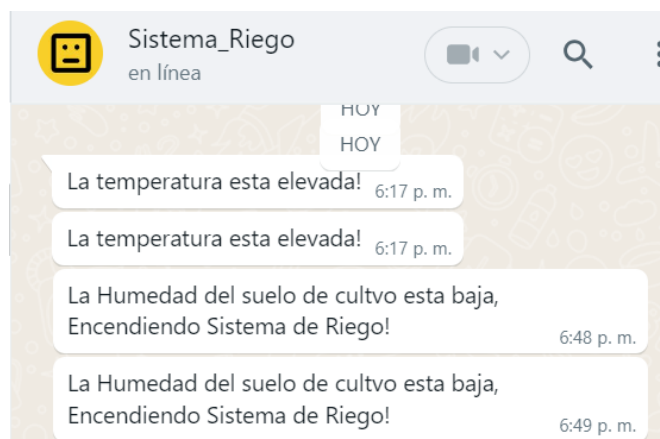 Sistema_Riego
en línea
HOY
HOY
La temperatura esta elevada! 6:17 p. m.
La temperatura esta elevada! 6:17 p. m.
La Humedad del suelo de cultvo esta baja,
Encendiendo Sistema de Riego! 6:48 p. m.
La Humedad del suelo de cultvo esta baja,
Encendiendo Sistema de Riego! 6:49 p. m.